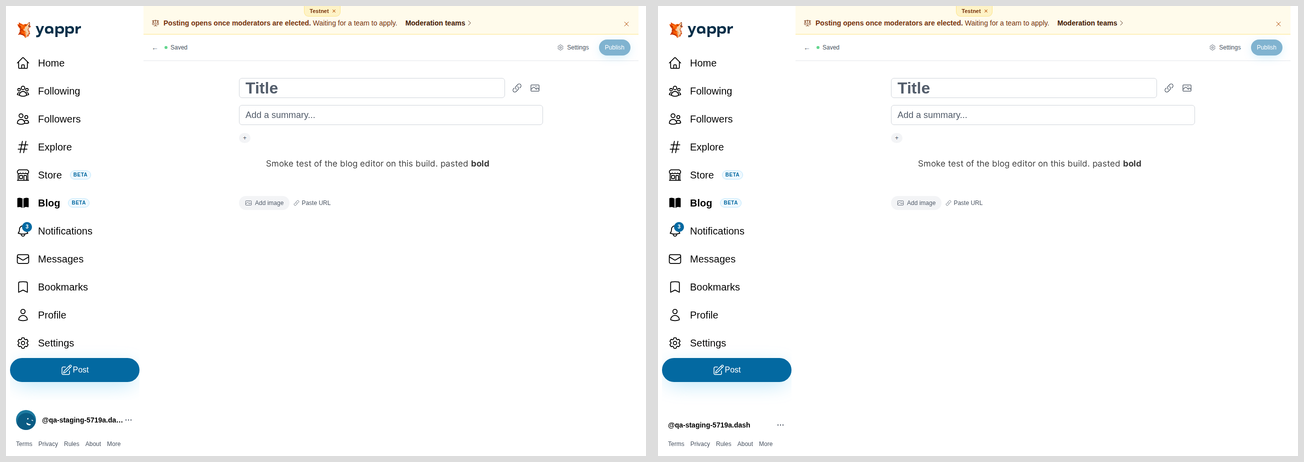 Testnet ×
Posting opens once moderators are elected. Waiting for a team to apply. Moderation teams
yappr
← Saved Settings Publish
Home
Following
Followers
Explore
Store BETA
Blog BETA
3 Notifications
Messages
Bookmarks
Profile
Settings
Post
@qa-staging-5719a.da... ···
Terms Privacy Rules About More
Title
Add a summary...
+
Smoke test of the blog editor on this build. pasted bold
Add image Paste URL
Testnet ×
Posting opens once moderators are elected. Waiting for a team to apply. Moderation teams
yappr
← Saved Settings Publish
Home
Following
Followers
Explore
Store BETA
Blog BETA
3 Notifications
Messages
Bookmarks
Profile
Settings
Post
@qa-staging-5719a.dash ···
Terms Privacy Rules About More
Title
Add a summary...
+
Smoke test of the blog editor on this build. pasted bold
Add image Paste URL